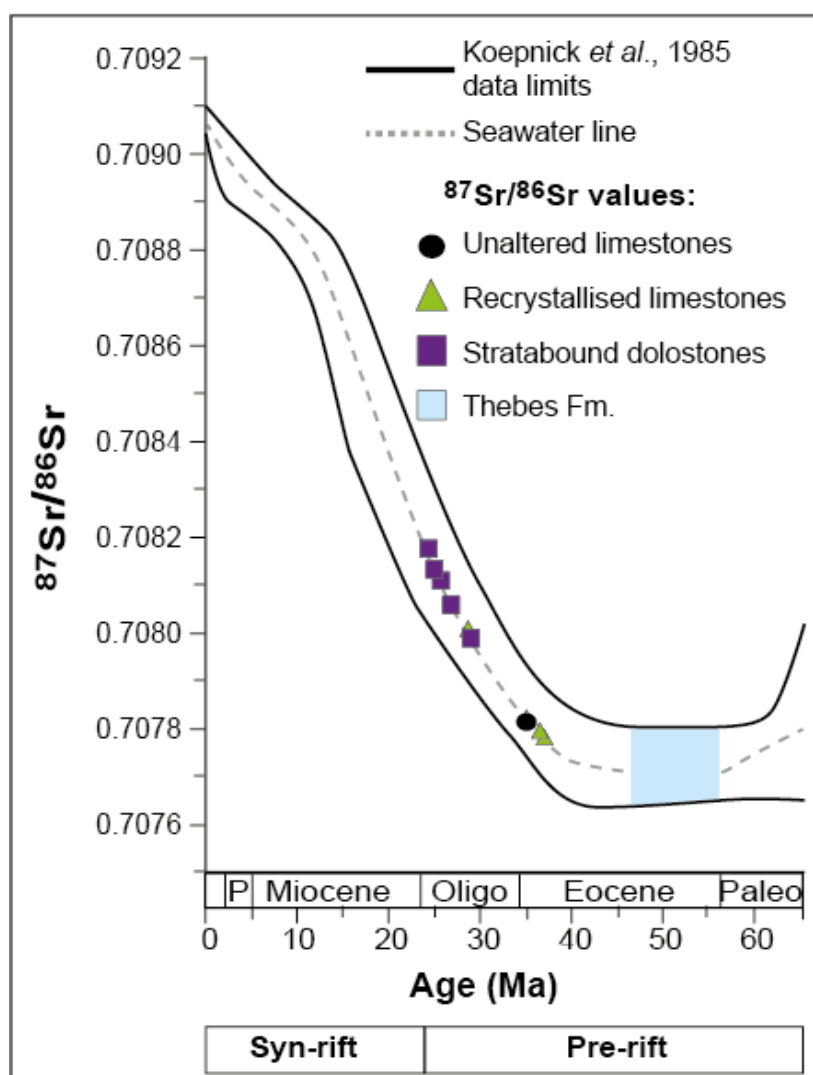 0.7092
0.7090
0.7088
0.7086
0.7084
0.7082
0.7080
0.7078
0.7076
87Sr/86Sr
Koepnick et al., 1985
data limits
Seawater line
87Sr/86Sr values:
Unaltered limestones
Recrystallised limestones
Stratabound dolostones
Thebes Fm.
P Miocene Oligo Eocene Paleo
0 10 20 30 40 50 60
Age (Ma)
Syn-rift Pre-rift